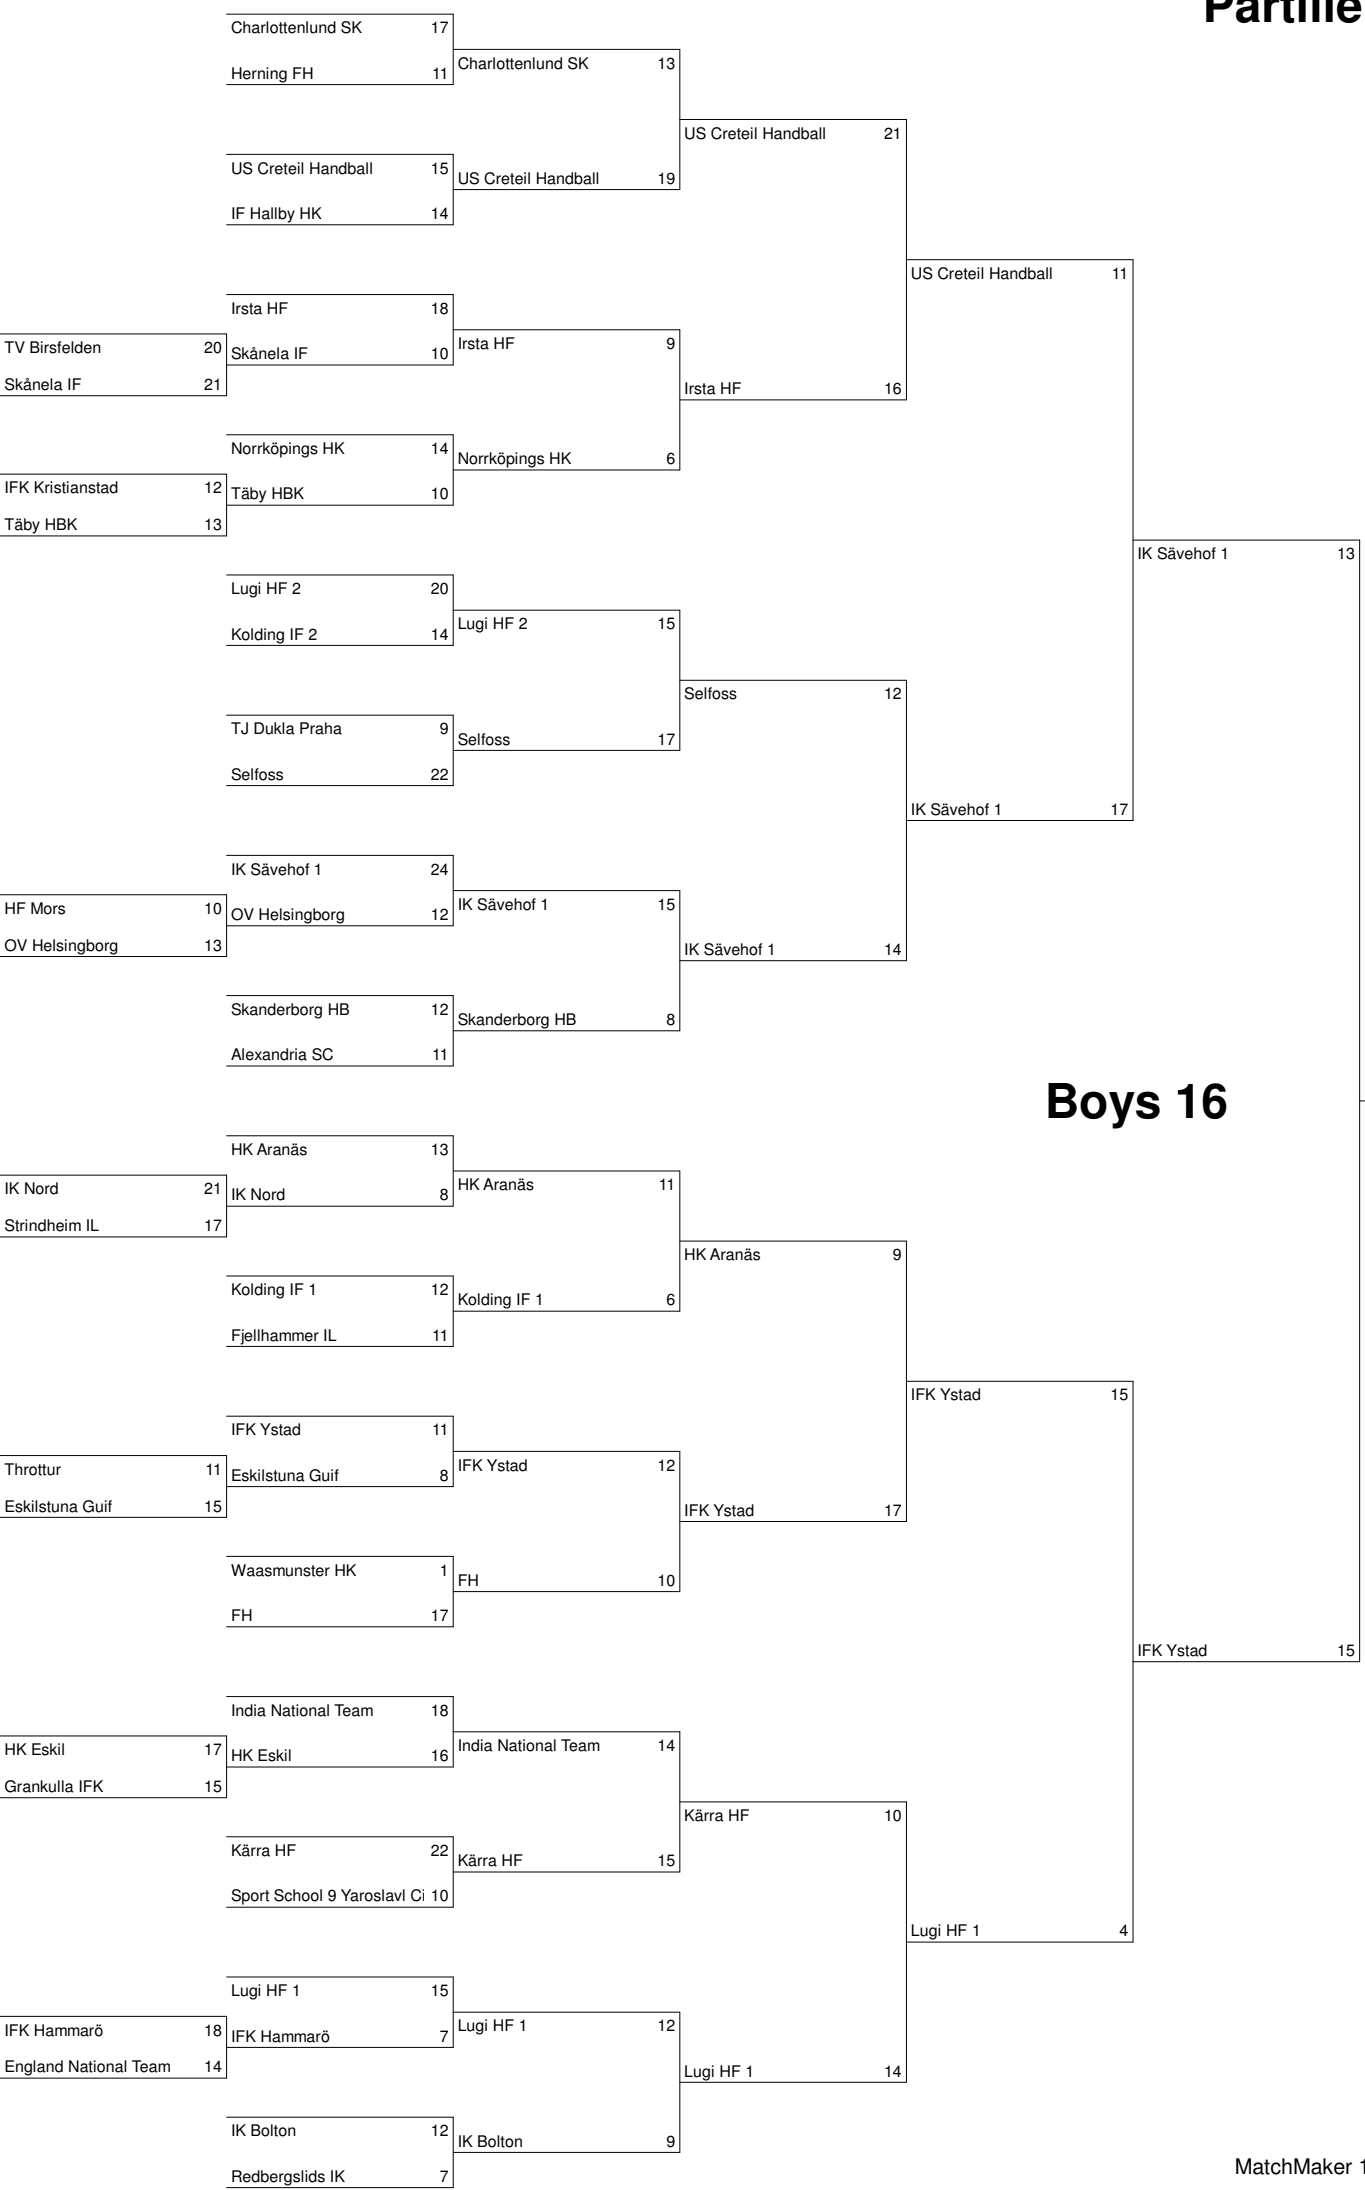 Partille
Charlottenlund SK 17
Herning FH 11
Charlottenlund SK 13
US Creteil Handball 21
US Creteil Handball 15
US Creteil Handball 19
IF Hallby HK 14
US Creteil Handball 11
Irsta HF 18
TV Birsfelden 20
Skånela IF 10
Irsta HF 9
Skånela IF 21
Irsta HF 16
Norrköpings HK 14
Norrköpings HK 6
IFK Kristianstad 12
Täby HBK 10
Täby HBK 13
IK Sävehof 1 13
Lugi HF 2 20
Lugi HF 2 15
Kolding IF 2 14
Selfoss 12
TJ Dukla Praha 9
Selfoss 17
Selfoss 22
IK Sävehof 1 17
IK Sävehof 1 24
IK Sävehof 1 15
HF Mors 10
OV Helsingborg 12
OV Helsingborg 13
IK Sävehof 1 14
Skanderborg HB 12
Skanderborg HB 8
Alexandria SC 11
Boys 16
HK Aranäs 13
HK Aranäs 11
IK Nord 21
IK Nord 8
Strindheim IL 17
HK Aranäs 9
Kolding IF 1 12
Kolding IF 1 6
Fjellhammer IL 11
IFK Ystad 15
IFK Ystad 11
IFK Ystad 12
Throttur 11
Eskilstuna Guif 8
Eskilstuna Guif 15
IFK Ystad 17
Waasmunster HK 1
FH 10
FH 17
IFK Ystad 15
India National Team 18
India National Team 14
HK Eskil 17
HK Eskil 16
Grankulla IFK 15
Kärra HF 10
Kärra HF 22
Kärra HF 15
Sport School 9 Yaroslavl Ci 10
Lugi HF 1 4
Lugi HF 1 15
Lugi HF 1 12
IFK Hammarö 18
IFK Hammarö 7
England National Team 14
Lugi HF 1 14
IK Bolton 12
IK Bolton 9
Redbergslids IK 7
MatchMaker 1